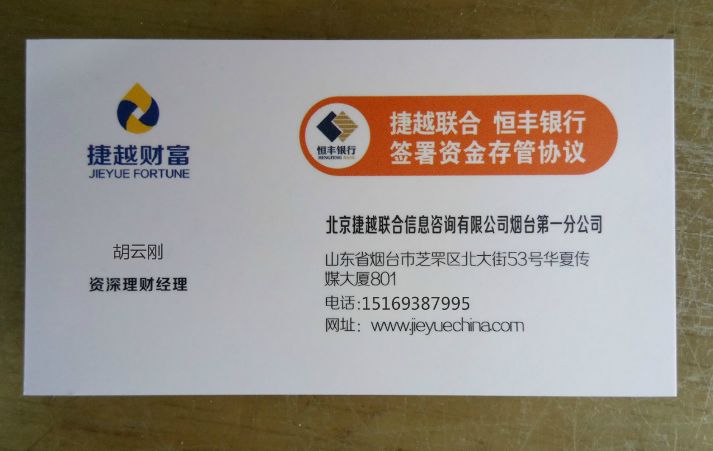 捷越财富
JIEYUE FORTUNE
恒丰银行
HENGFENG BANK
捷越联合 恒丰银行
签署资金存管协议
胡云刚
资深理财经理
北京捷越联合信息咨询有限公司烟台第一分公司
山东省烟台市芝罘区北大街53号华夏传
媒大厦801
电话:15169387995
网址：www.jieyuechina.com